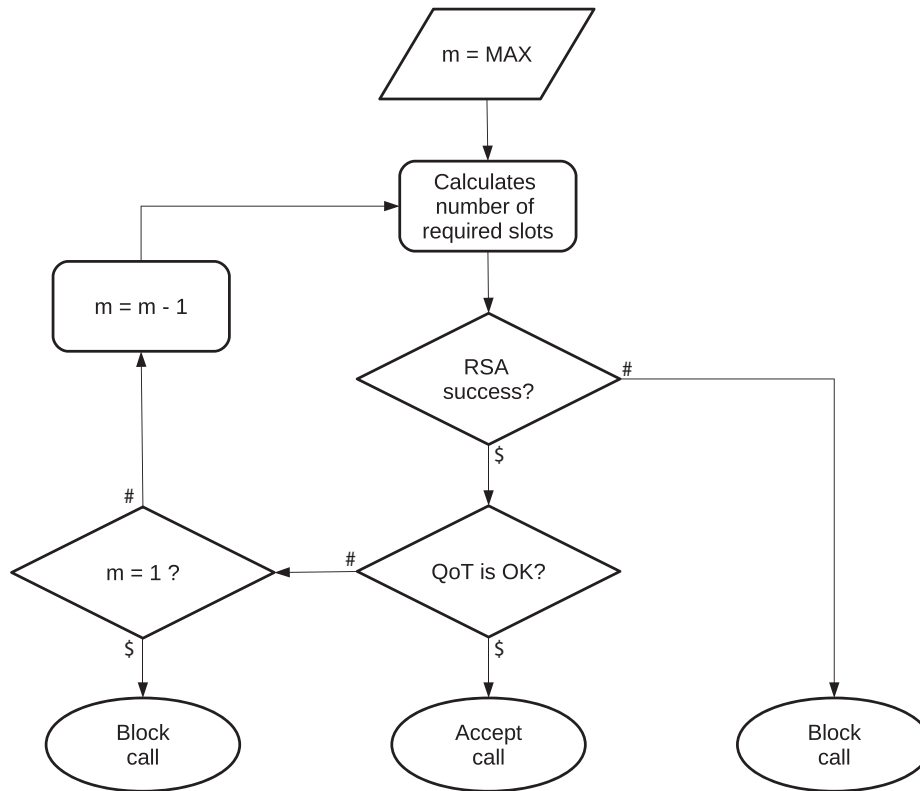 m = MAX
Calculates
number of
required slots
m = m - 1
RSA
success?
#
$
#
m = 1 ?
#
QoT is OK?
$
$
Block
call
Accept
call
Block
call